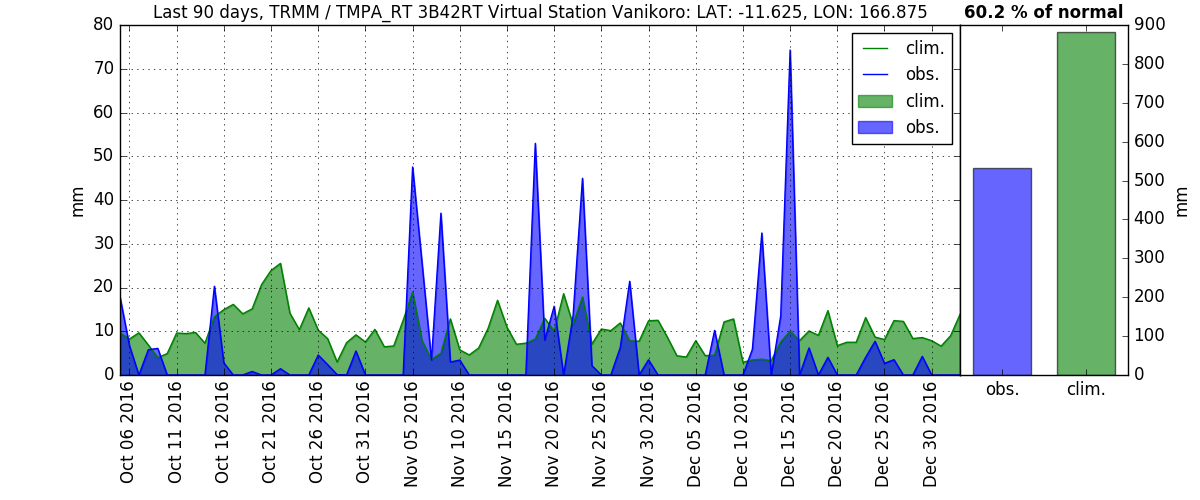 Last 90 days, TRMM / TMPA_RT 3B42RT Virtual Station Vanikoro: LAT: -11.625, LON: 166.875
60.2 % of normal
80
70
60
50
40
30
20
10
0
mm
clim.
obs.
clim.
obs.
900
800
700
600
500
400
300
200
100
0
mm
Oct 06 2016
Oct 11 2016
Oct 16 2016
Oct 21 2016
Oct 26 2016
Oct 31 2016
Nov 05 2016
Nov 10 2016
Nov 15 2016
Nov 20 2016
Nov 25 2016
Nov 30 2016
Dec 05 2016
Dec 10 2016
Dec 15 2016
Dec 20 2016
Dec 25 2016
Dec 30 2016
obs.
clim.